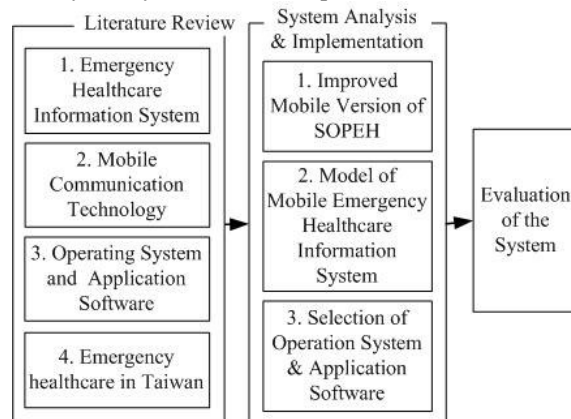 Literature Review
1. Emergency
Healthcare
Information System
2. Mobile
Communication
Technology
3. Operating System
and Application
Software
4. Emergency
healthcare in Taiwan
System Analysis
& Implementation
1. Improved
Mobile Version of
SOPEH
2. Model of
Mobile Emergency
Healthcare
Information
System
3. Selection of
Operation System
& Application
Software
Evaluation
of the
System